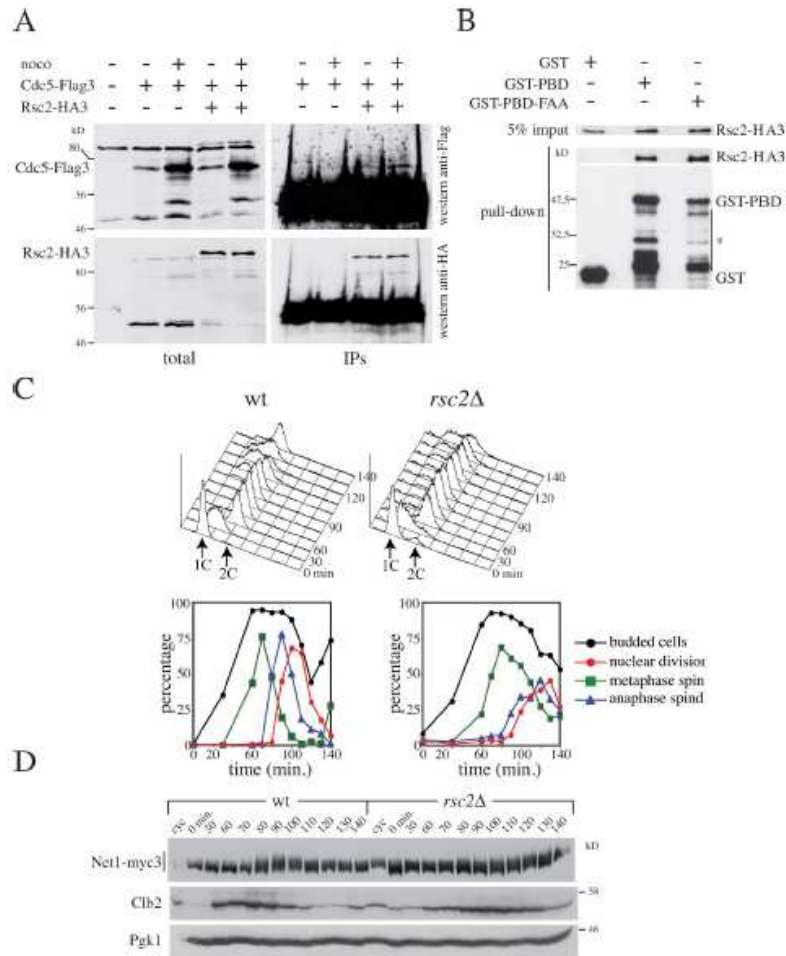 A
noco - - + - + - + - +
Cdc5-Flag3 - + + + + + + + +
Rsc2-HA3 - - - + + - - + +
kD
80
Cdc5-Flag3
56
46
western anti-Flag
Rsc2-HA3
80
56
46
western anti-HA
total
IPs
B
GST + - -
GST-PBD - + -
GST-PBD-FAA - - +
5% imput
Rsc2-HA3
kD
Rsc2-HA3
pull-down
47.5
GST-PBD
32.5
25
GST
C
wt
rsc2Δ
140
120
90
60
30
0 min
1C
2C
140
120
90
60
30
0 min
1C
2C
percentage
100
75
50
25
0
0 20 60 100 140
time (min.)
percentage
100
75
50
25
0
0 20 60 100 140
time (min.)
budded cells
nuclear division
metaphase spin
anaphase spind
D
wt
rsc2Δ
cyc 0 min. 30 60 70 80 90 100 110 120 130 140
cyc 0 min. 30 60 70 80 90 100 110 120 130 140
kD
Net1-myc3
Clb2
58
Pgk1
46